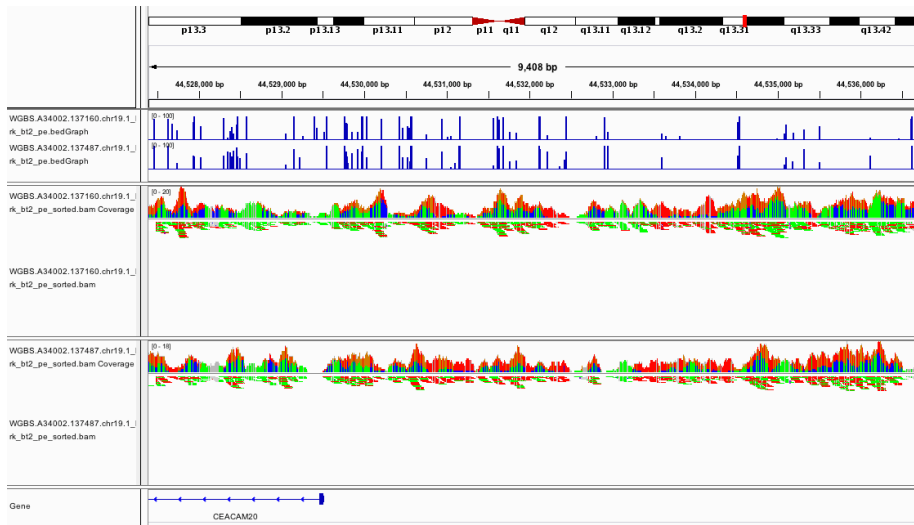 p13.3 p13.2 p13.13 p13.11 p12 p11 q11 q12 q13.11 q13.12 q13.2 q13.31 q13.33 q13.42
9,408 bp
44,528,000 bp 44,529,000 bp 44,530,000 bp 44,531,000 bp 44,532,000 bp 44,533,000 bp 44,534,000 bp 44,535,000 bp 44,536,000 bp
WGBS.A34002.137160.chr19.1_
[0 - 100]
rk_bt2_pe.bedGraph
WGBS.A34002.137487.chr19.1_
[0 - 100]
rk_bt2_pe.bedGraph
WGBS.A34002.137160.chr19.1_
[0 - 20]
rk_bt2_pe_sorted.bam Coverage
WGBS.A34002.137160.chr19.1_
rk_bt2_pe_sorted.bam
WGBS.A34002.137487.chr19.1_
[0 - 18]
rk_bt2_pe_sorted.bam Coverage
WGBS.A34002.137487.chr19.1_
rk_bt2_pe_sorted.bam
Gene
CEACAM20